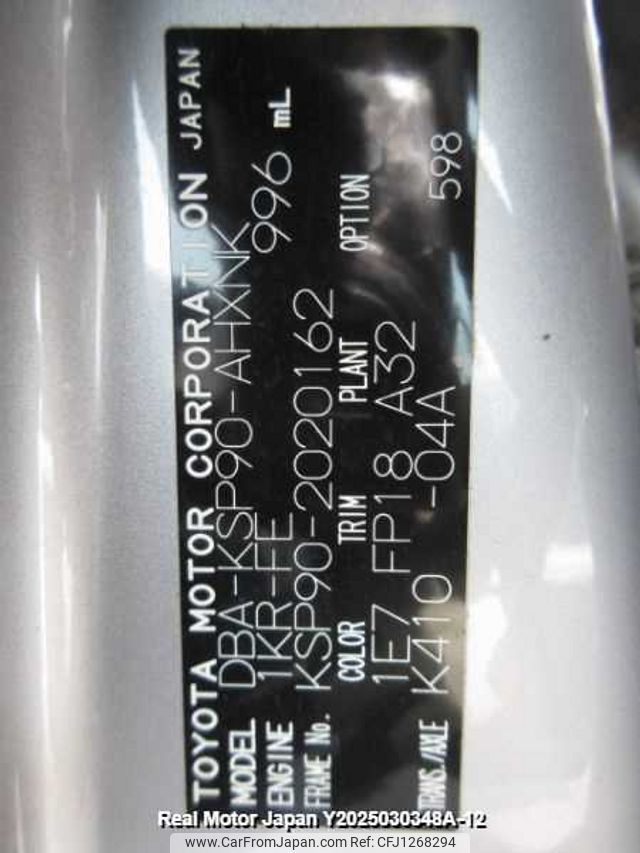 TOYOTA MOTOR CORPORATION JAPAN
MODEL DBA-KSP90-AHXNK
ENGINE 1KR-FE 996 mL
FRAME No. KSP90-2020162
COLOR TRIM PLANT OPTION
1E7 FP18 A32
TRANS./AXLE K410 -04A 598
Real Motor Japan Y2025030348A-12
www.CarFromJapan.com - CFJ1268294